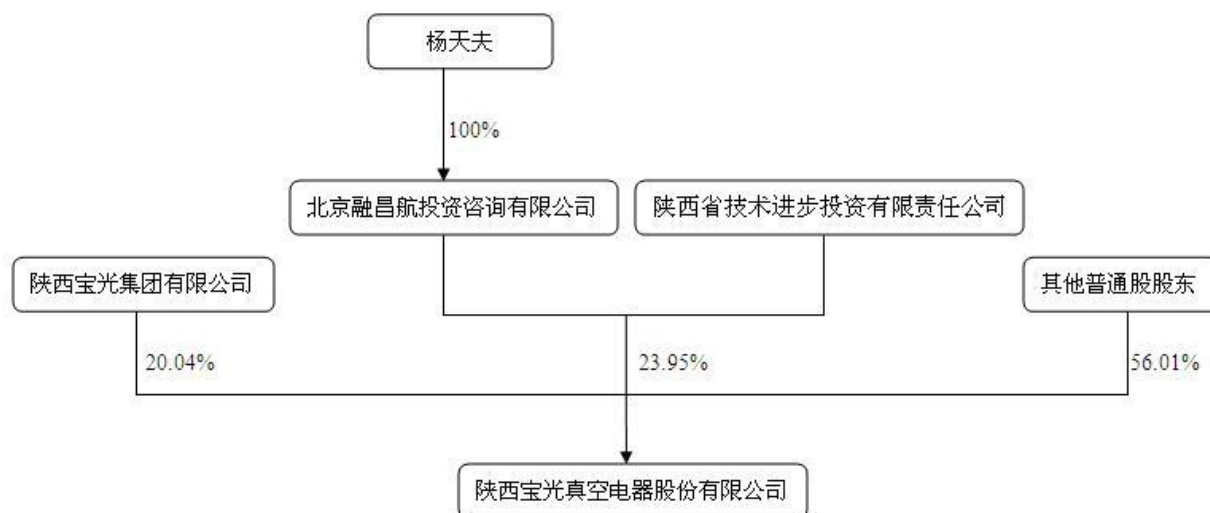 杨天夫
100%
北京融昌航投资咨询有限公司
陕西省技术进步投资有限责任公司
陕西宝光集团有限公司
其他普通股股东
20.04%
23.95%
56.01%
陕西宝光真空电器股份有限公司